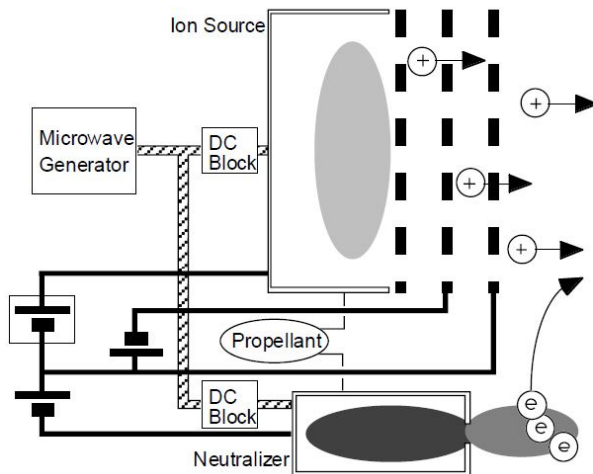 Ion Source
Microwave
Generator
DC
Block
+
+
+
+
Propellant
DC
Block
Neutralizer
e
e
e